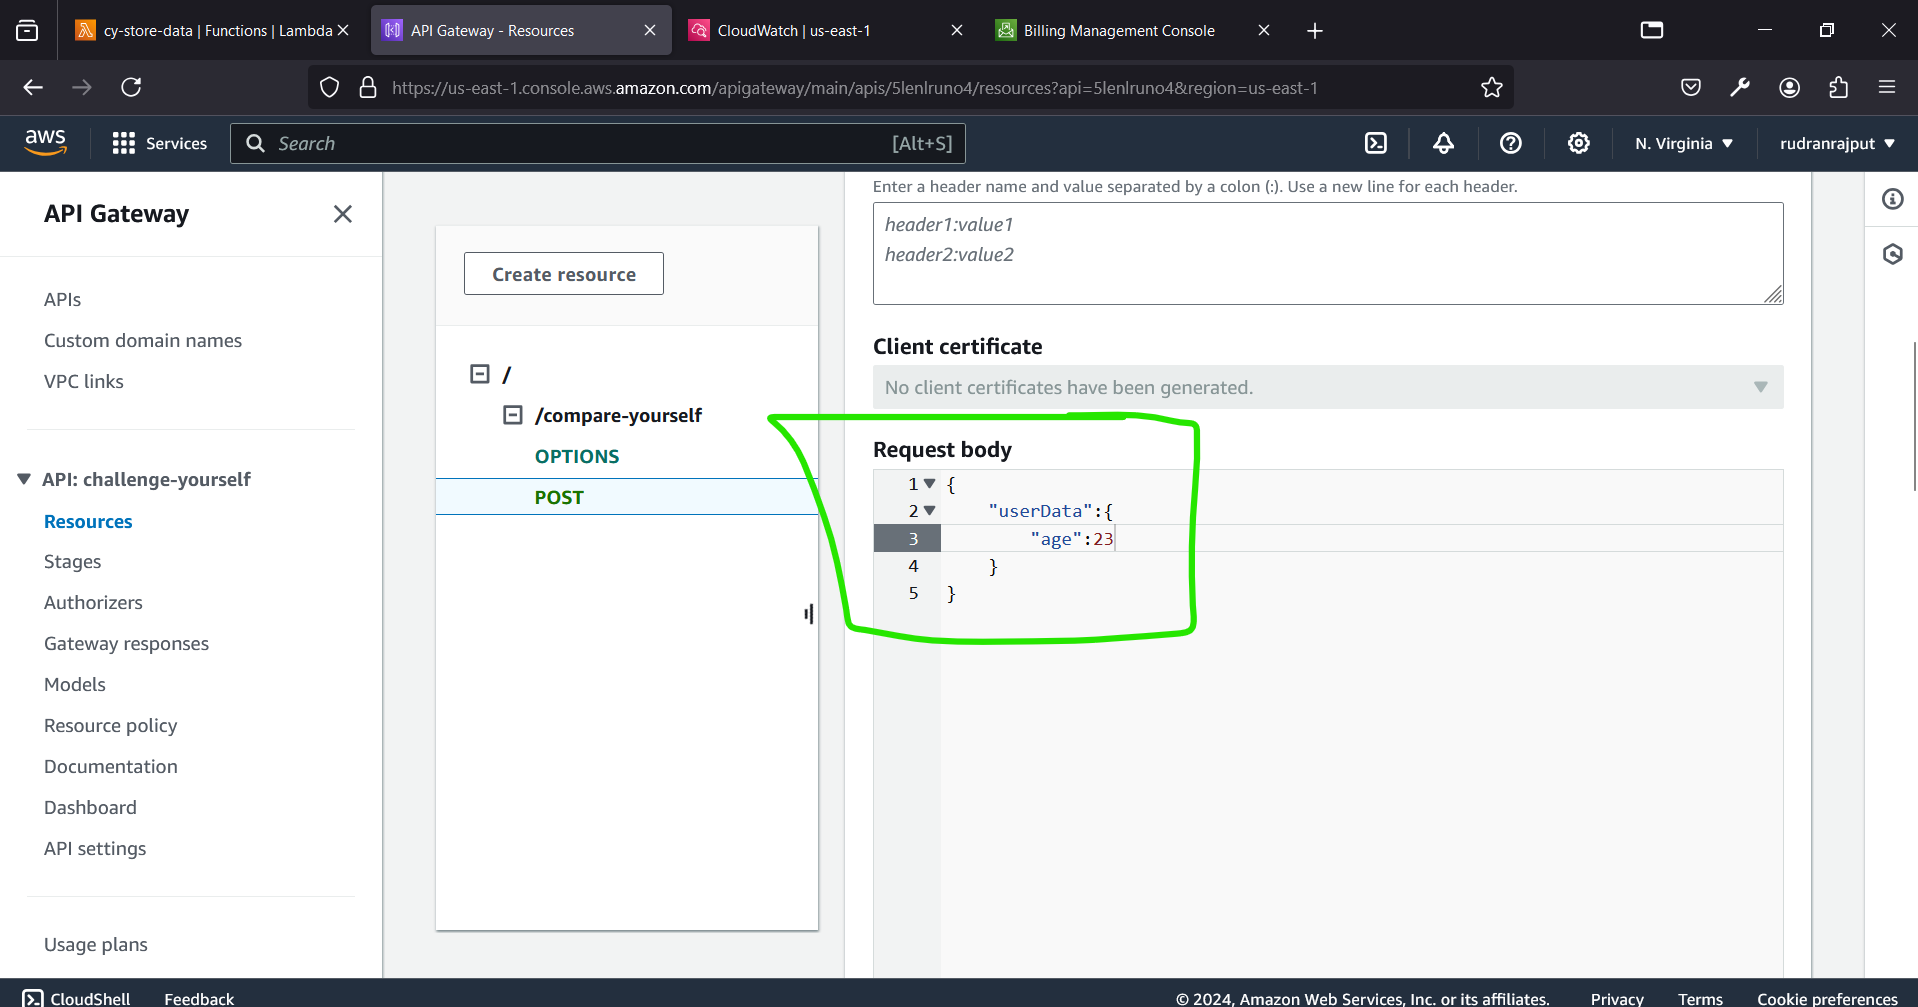 cy-store-data | Functions | Lambda
API Gateway - Resources
CloudWatch | us-east-1
Billing Management Console
https://us-east-1.console.aws.amazon.com/apigateway/main/apis/5lenlruno4/resources?api=5lenlruno4&region=us-east-1
aws
Services
Search
[Alt+S]
N. Virginia
rudranrajput
API Gateway
APIs
Custom domain names
VPC links
API: challenge-yourself
Resources
Stages
Authorizers
Gateway responses
Models
Resource policy
Documentation
Dashboard
API settings
Usage plans
Create resource
/
/compare-yourself
OPTIONS
POST
Enter a header name and value separated by a colon (:). Use a new line for each header.
header1:value1
header2:value2
Client certificate
No client certificates have been generated.
Request body
1 {
2 "userData":{
3 "age":23
4 }
5 }
CloudShell
Feedback
© 2024, Amazon Web Services, Inc. or its affiliates.
Privacy
Terms
Cookie preferences